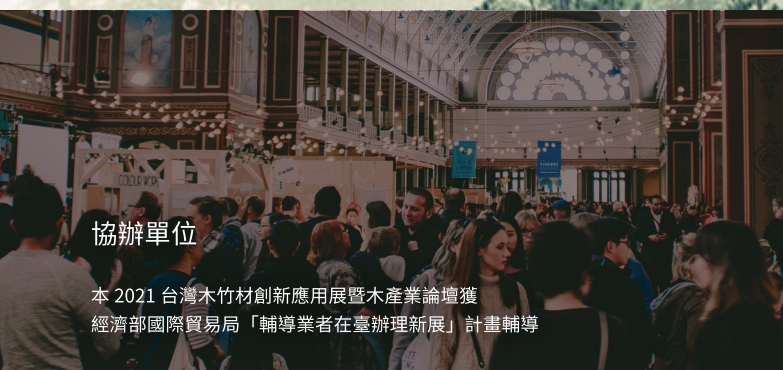 協辦單位
本 2021 台灣木竹材創新應用展暨木產業論壇獲
經濟部國際貿易局「輔導業者在臺辦理新展」計畫輔導